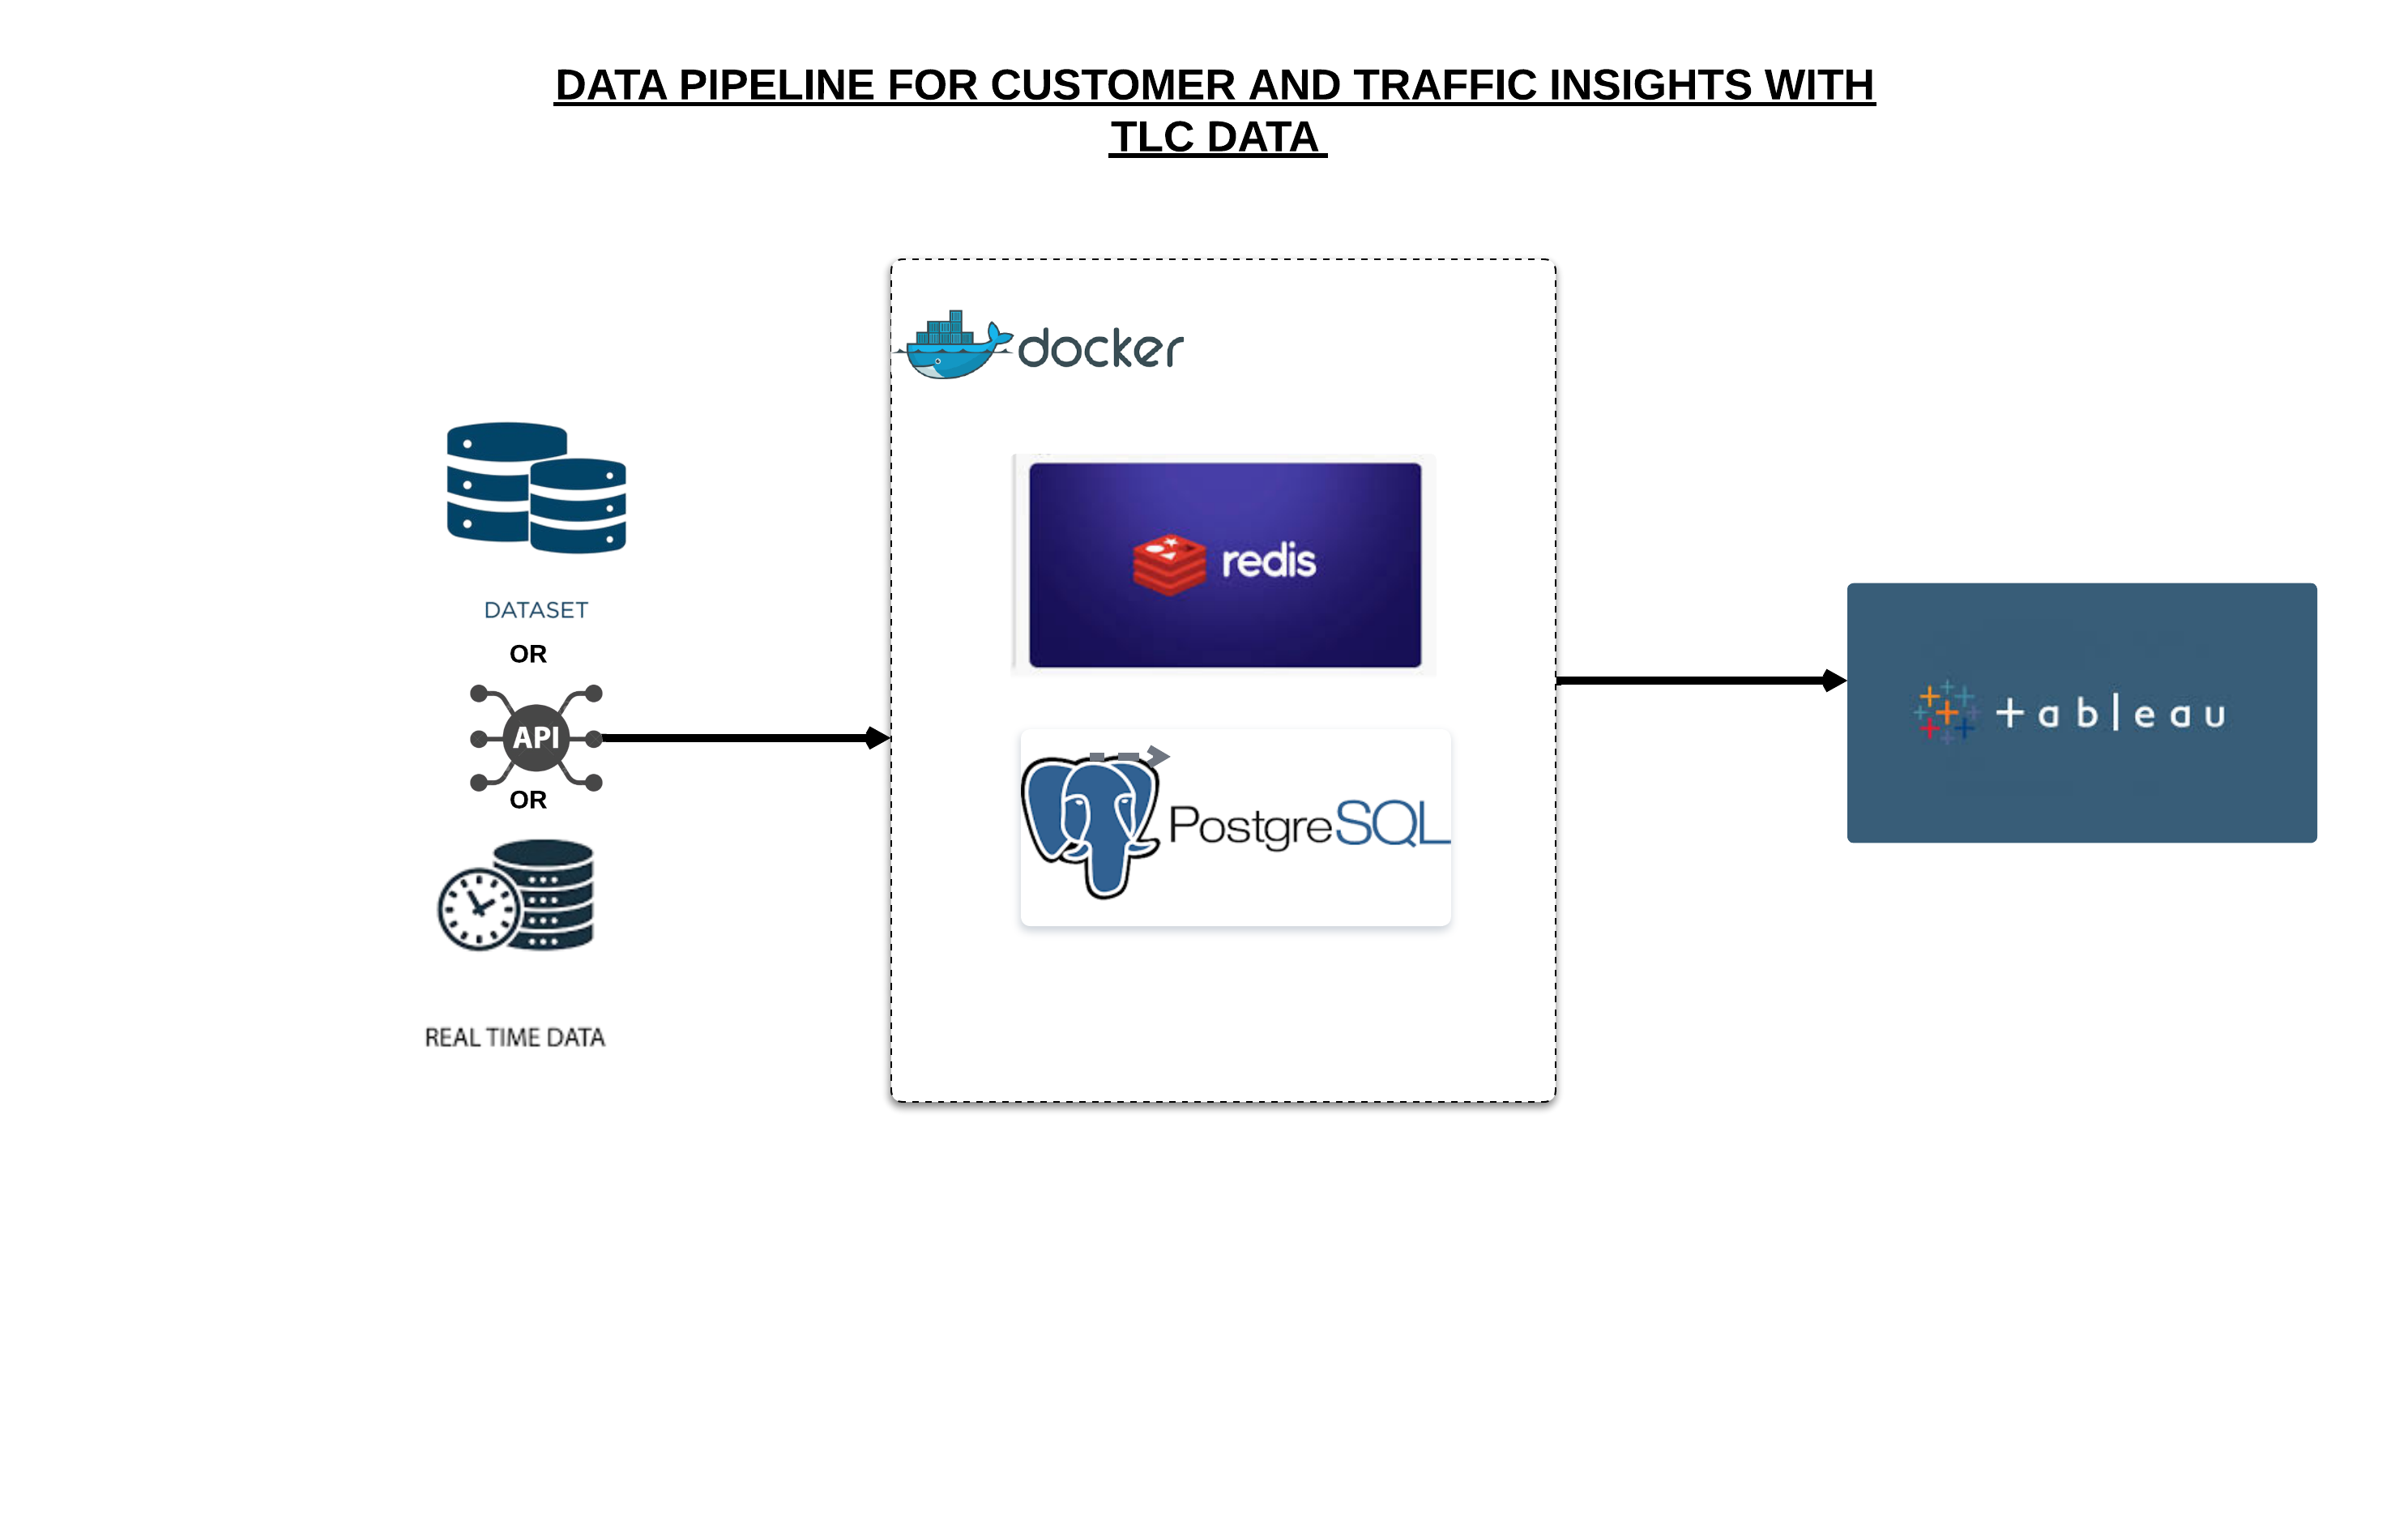 DATA PIPELINE FOR CUSTOMER AND TRAFFIC INSIGHTS WITH
TLC DATA
docker
redis
DATASET
OR
API
OR
REAL TIME DATA
PostgreSQL
+ableau